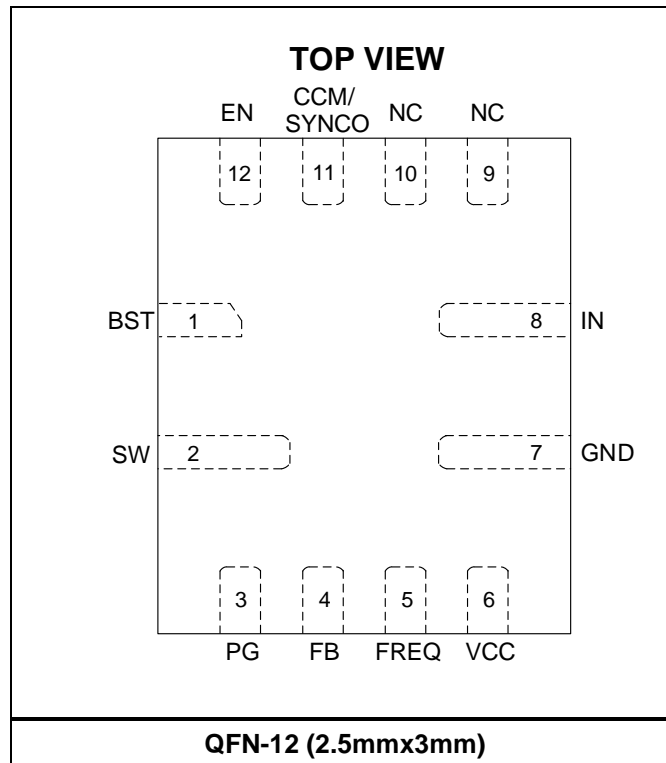 TOP VIEW
EN
CCM/
SYNCO
NC
NC
12
11
10
9
BST
1
8
IN
SW
2
7
GND
3
4
5
6
PG
FB
FREQ
VCC
QFN-12 (2.5mmx3mm)